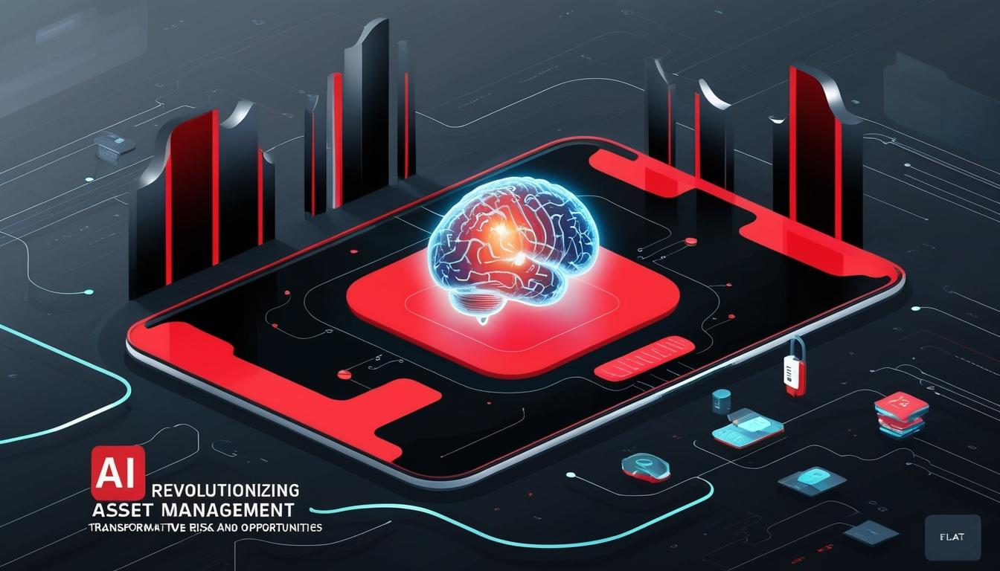 AI REVOLUTIONIZING
ASSET MANAGEMENT
TRANSFORMATTVE RISK AND OPPORTUNITIES
FLAT